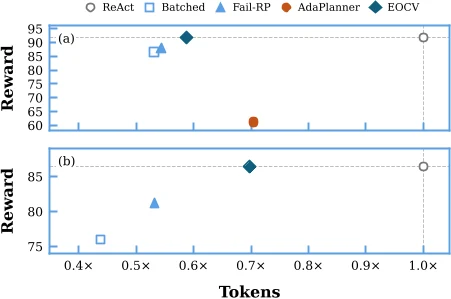 ReAct Batched Fail-RP AdaPlanner EOCV
(a)
95
90
85
80
75
70
65
60
Reward
(b)
85
80
75
Reward
0.4× 0.5× 0.6× 0.7× 0.8× 0.9× 1.0×
Tokens